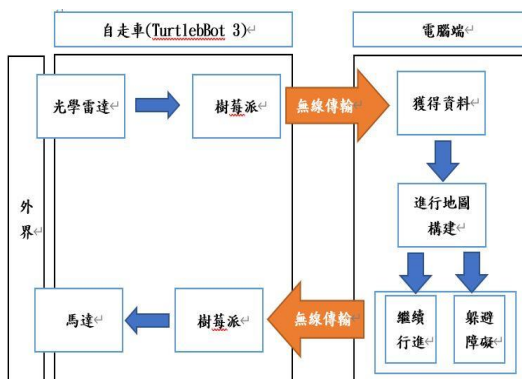 自走車(TurtlebBot 3)
電腦端
光學雷達
樹莓派
無線傳輸
獲得資料
外
界
進行地圖
構建
馬達
樹莓派
無線傳輸
繼續
行進
躲避
障礙